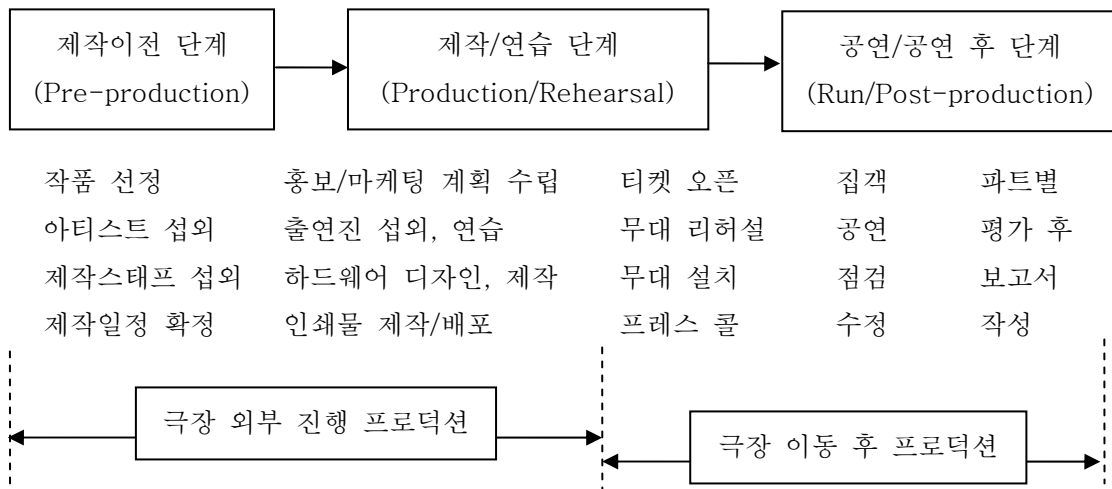 제작이전 단계
(Pre-production)
제작/연습 단계
(Production/Rehearsal)
공연/공연 후 단계
(Run/Post-production)
작품 선정
아티스트 섭외
제작스태프 섭외
제작일정 확정
홍보/마케팅 계획 수립
출연진 섭외, 연습
하드웨어 디자인, 제작
인쇄물 제작/배포
티켓 오픈
무대 리허설
무대 설치
프레스 콜
집객
공연
점검
수정
파트별
평가 후
보고서
작성
극장 외부 진행 프로덕션
극장 이동 후 프로덕션